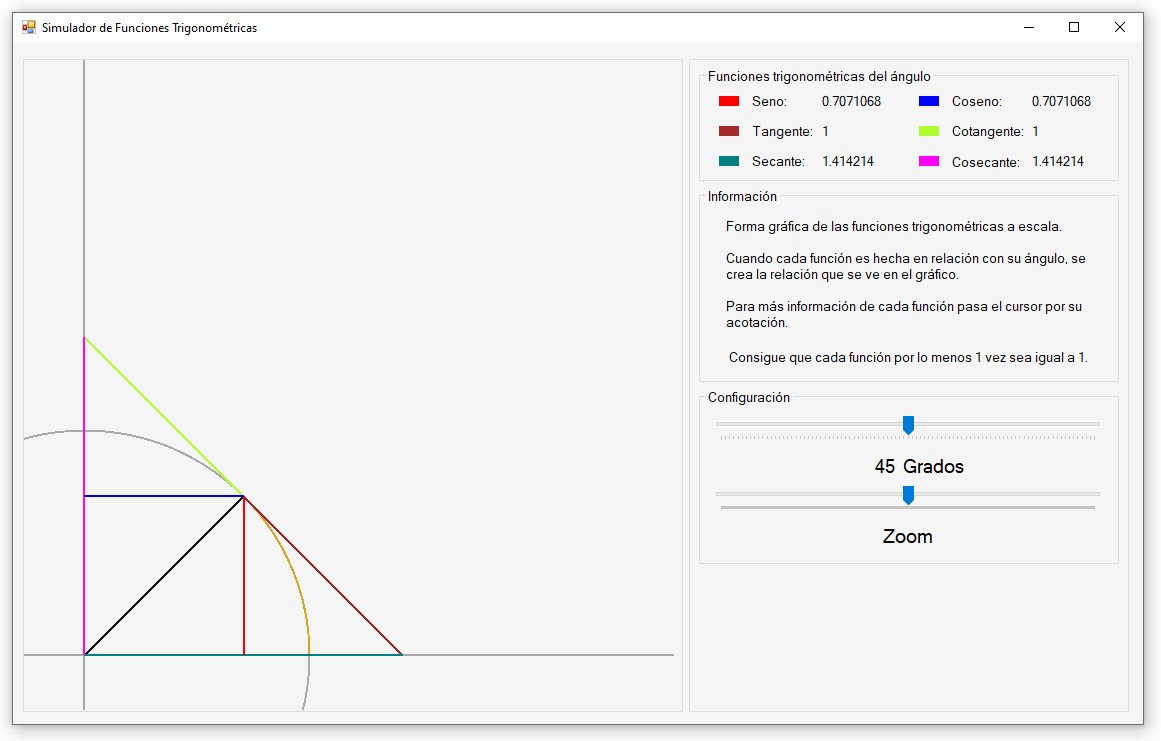 Simulador de Funciones Trigonométricas
Funciones trigonométricas del ángulo
Seno: 0.7071068 Coseno: 0.7071068
Tangente: 1 Cotangente: 1
Secante: 1.414214 Cosecante: 1.414214
Información
Forma gráfica de las funciones trigonométricas a escala.
Cuando cada función es hecha en relación con su ángulo, se
crea la relación que se ve en el gráfico.
Para más información de cada función pasa el cursor por su
acotación.
Consigue que cada función por lo menos 1 vez sea igual a 1.
Configuración
45 Grados
Zoom